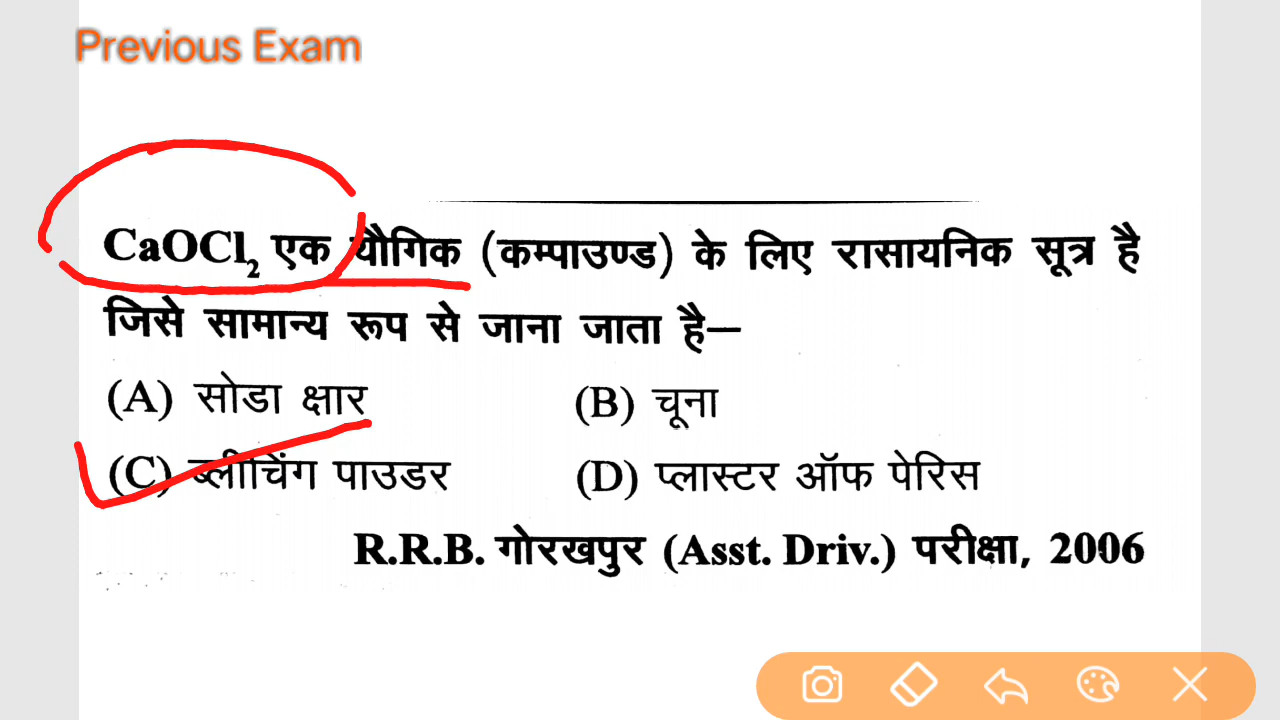 Previous Exam
CaOCl₂ एक यौगिक (कम्पाउण्ड) के लिए रासायनिक सूत्र है
जिसे सामान्य रूप से जाना जाता है—
(A) सोडा क्षार (B) चूना
(C) ब्लीचिंग पाउडर (D) प्लास्टर ऑफ पेरिस
R.R.B. गोरखपुर (Asst. Driv.) परीक्षा, 2006